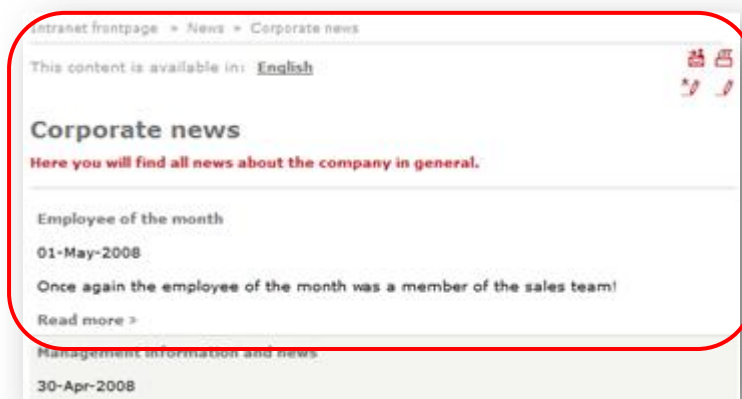 Intranet frontpage » News » Corporate news
This content is available in: English
Corporate news
Here you will find all news about the company in general.
Employee of the month
01-May-2008
Once again the employee of the month was a member of the sales team!
Read more >
Management information and news
30-Apr-2008